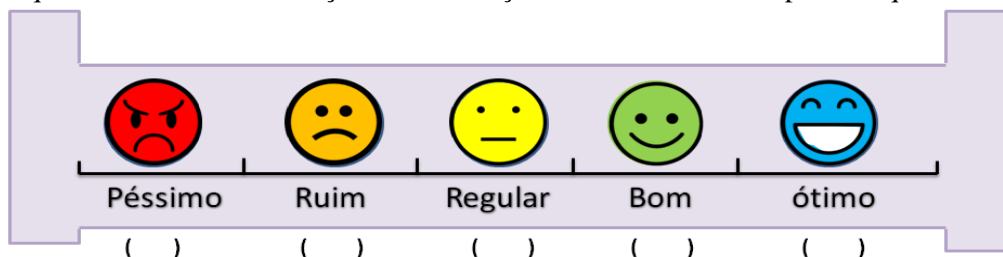 Péssimo Ruim Regular Bom ótimo
( ) ( ) ( ) ( ) ( )